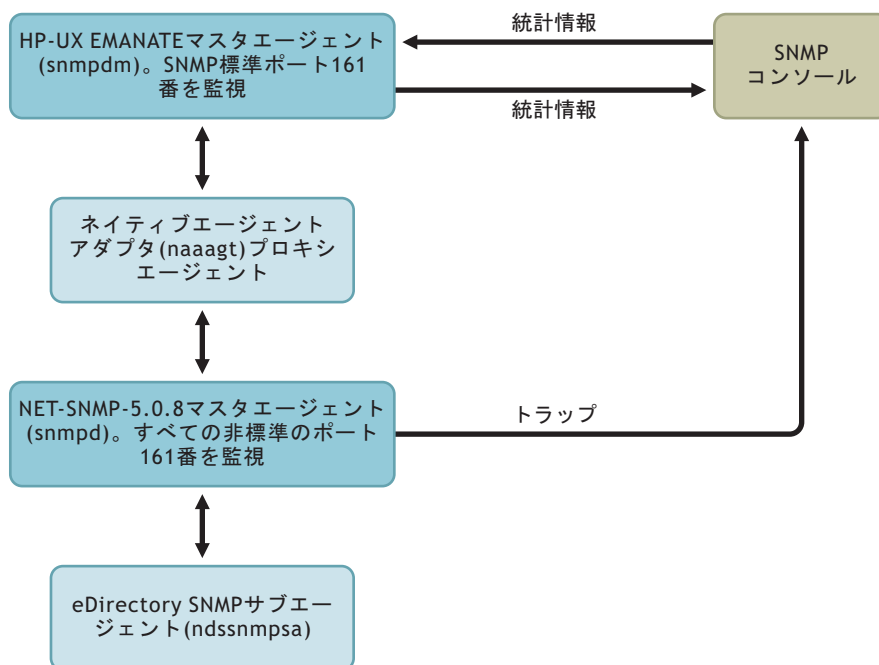 HP-UX EMANATEマスタエージェント
(snmpdm)。SNMP標準ポート161
番を監視
統計情報
統計情報
SNMP
コンソール
ネイティブエージェント
アダプタ(naaagt)プロキシ
エージェント
NET-SNMP-5.0.8マスタエージェント
(snmpd)。すべての非標準のポート
161番を監視
トラップ
eDirectory SNMPサブエー
ジェント(ndssnmpsa)